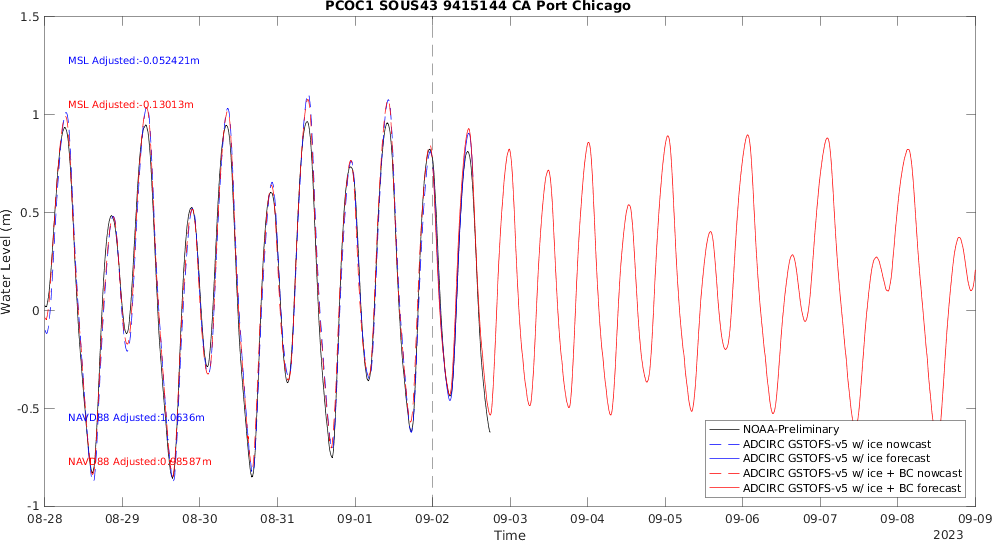 PCOC1 SOUS43 9415144 CA Port Chicago
1.5
MSL Adjusted:-0.052421m
MSL Adjusted:-0.13013m
1
0.5
Water Level (m)
0
-0.5
NAVD88 Adjusted:1.0636m
NAVD88 Adjusted:0.98587m
-1
NOAA-Preliminary
ADCIRC GSTOFS-v5 w/ ice nowcast
ADCIRC GSTOFS-v5 w/ ice forecast
ADCIRC GSTOFS-v5 w/ ice + BC nowcast
ADCIRC GSTOFS-v5 w/ ice + BC forecast
08-28 08-29 08-30 08-31 09-01 09-02 09-03 09-04 09-05 09-06 09-07 09-08 09-09
Time
2023